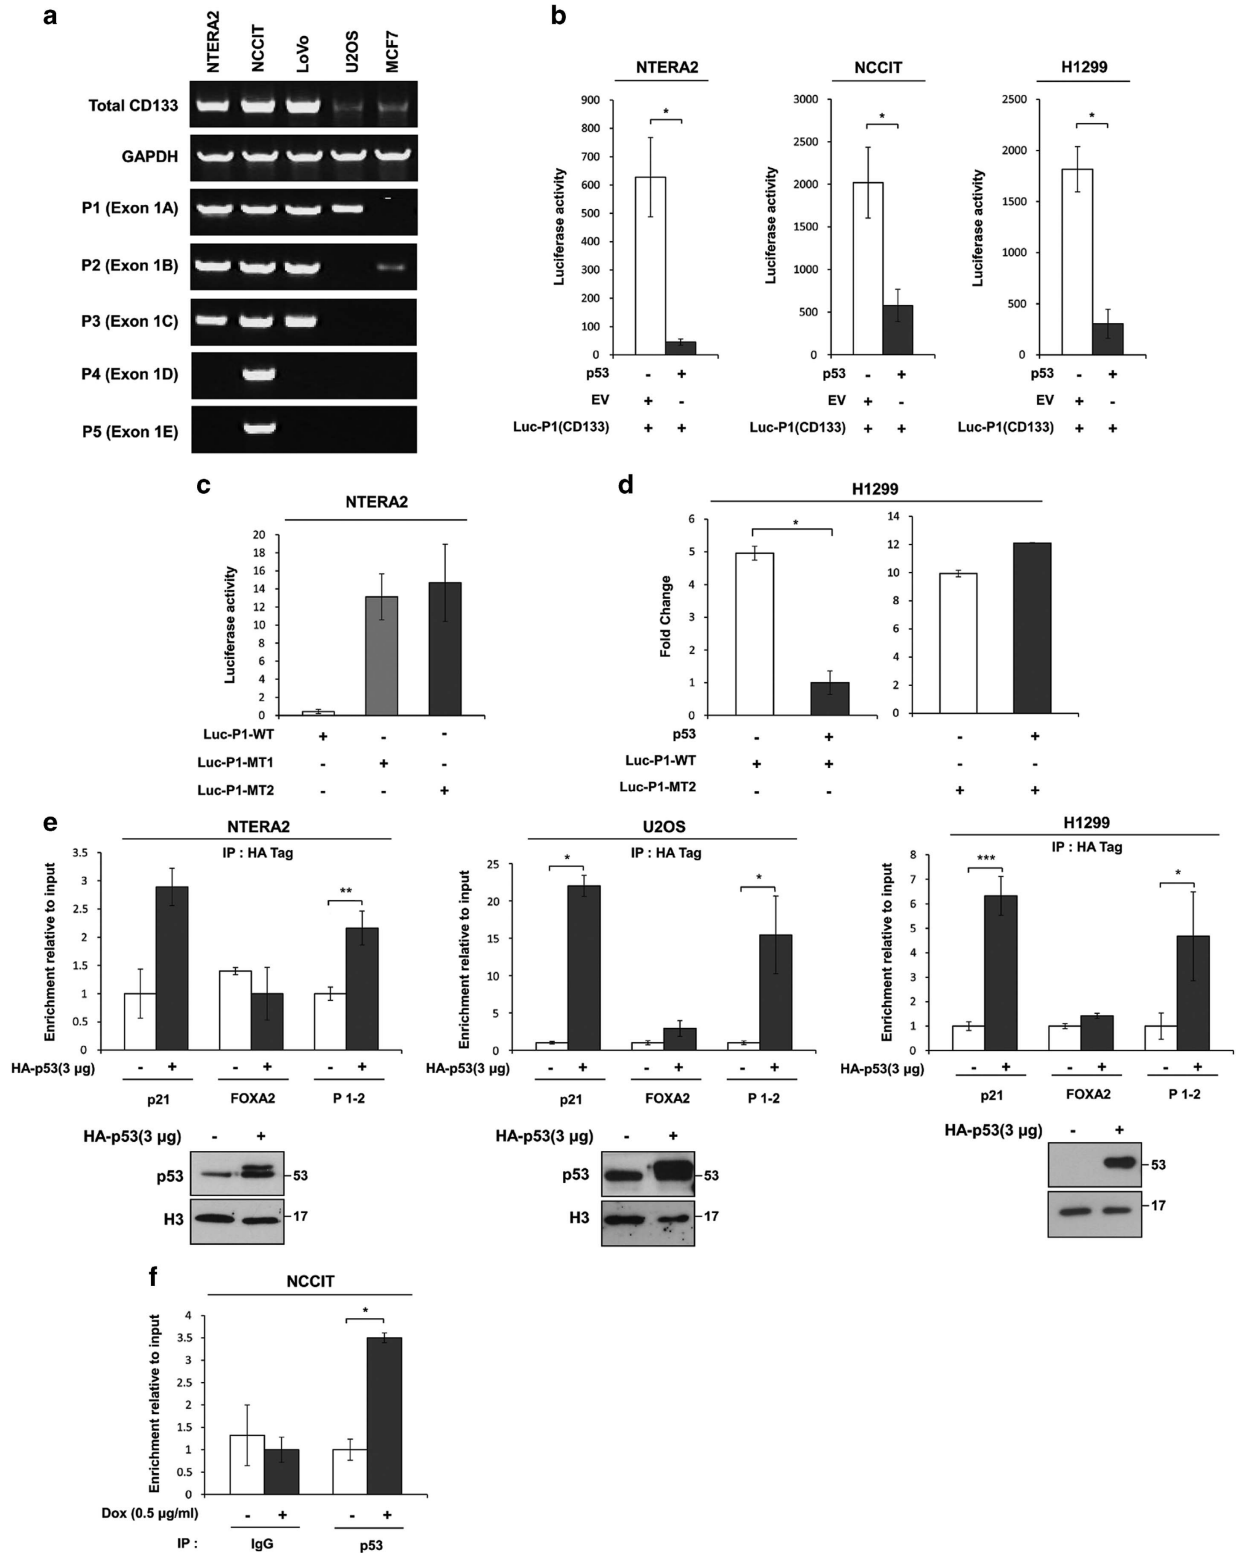 a
NTERA2 NCCIT LoVo U2OS MCF7
Total CD133
GAPDH
P1 (Exon 1A)
P2 (Exon 1B)
P3 (Exon 1C)
P4 (Exon 1D)
P5 (Exon 1E)
b
NTERA2
Luciferase activity
900
800
700
600
500
400
300
200
100
0
*
p53 - +
EV + -
Luc-P1(CD133) + +
NCCIT
Luciferase activity
3000
2500
2000
1500
1000
500
0
*
p53 - +
EV + -
Luc-P1(CD133) + +
H1299
Luciferase activity
2500
2000
1500
1000
500
0
*
p53 - +
EV + -
Luc-P1(CD133) + +
c
NTERA2
Luciferase activity
20
18
16
14
12
10
8
6
4
2
0
Luc-P1-WT + - -
Luc-P1-MT1 - + -
Luc-P1-MT2 - - +
d
H1299
Fold Change
6
5
4
3
2
1
0
*
14
12
10
8
6
4
2
0
p53 - + - +
Luc-P1-WT + + - -
Luc-P1-MT2 - - + +
e
NTERA2
IP : HA Tag
Enrichment relative to input
3.5
3
2.5
2
1.5
1
0.5
0
**
HA-p53(3 µg) - + - + - +
p21 FOXA2 P 1-2
HA-p53(3 µg) - +
p53 53
H3 17
U2OS
IP : HA Tag
Enrichment relative to input
25
20
15
10
5
0
* *
HA-p53(3 µg) - + - + - +
p21 FOXA2 P 1-2
HA-p53(3 µg) - +
p53 53
H3 17
H1299
IP : HA Tag
Enrichment relative to input
8
7
6
5
4
3
2
1
0
*** *
HA-p53(3 µg) - + - + - +
p21 FOXA2 P 1-2
HA-p53(3 µg) - +
53
17
f
NCCIT
Enrichment relative to input
4
3.5
3
2.5
2
1.5
1
0.5
0
*
Dox (0.5 µg/ml) - + - +
IP : IgG p53